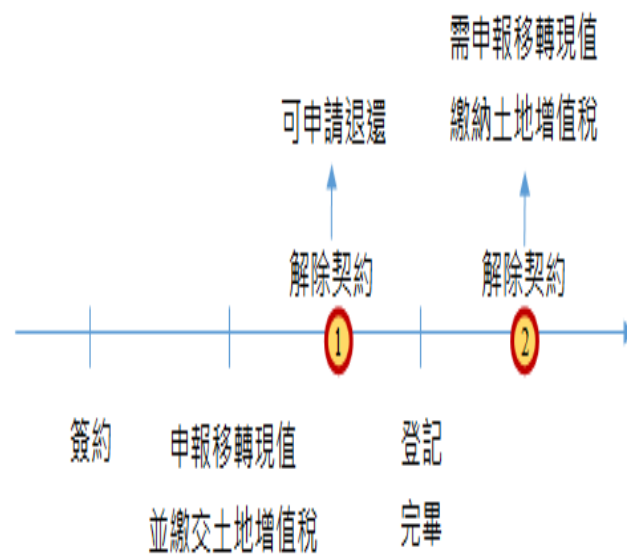 需申報移轉現值
繳納土地增值稅
可申請退還
解除契約
解除契約
1
2
簽約
申報移轉現值
並繳交土地增值稅
登記
完畢